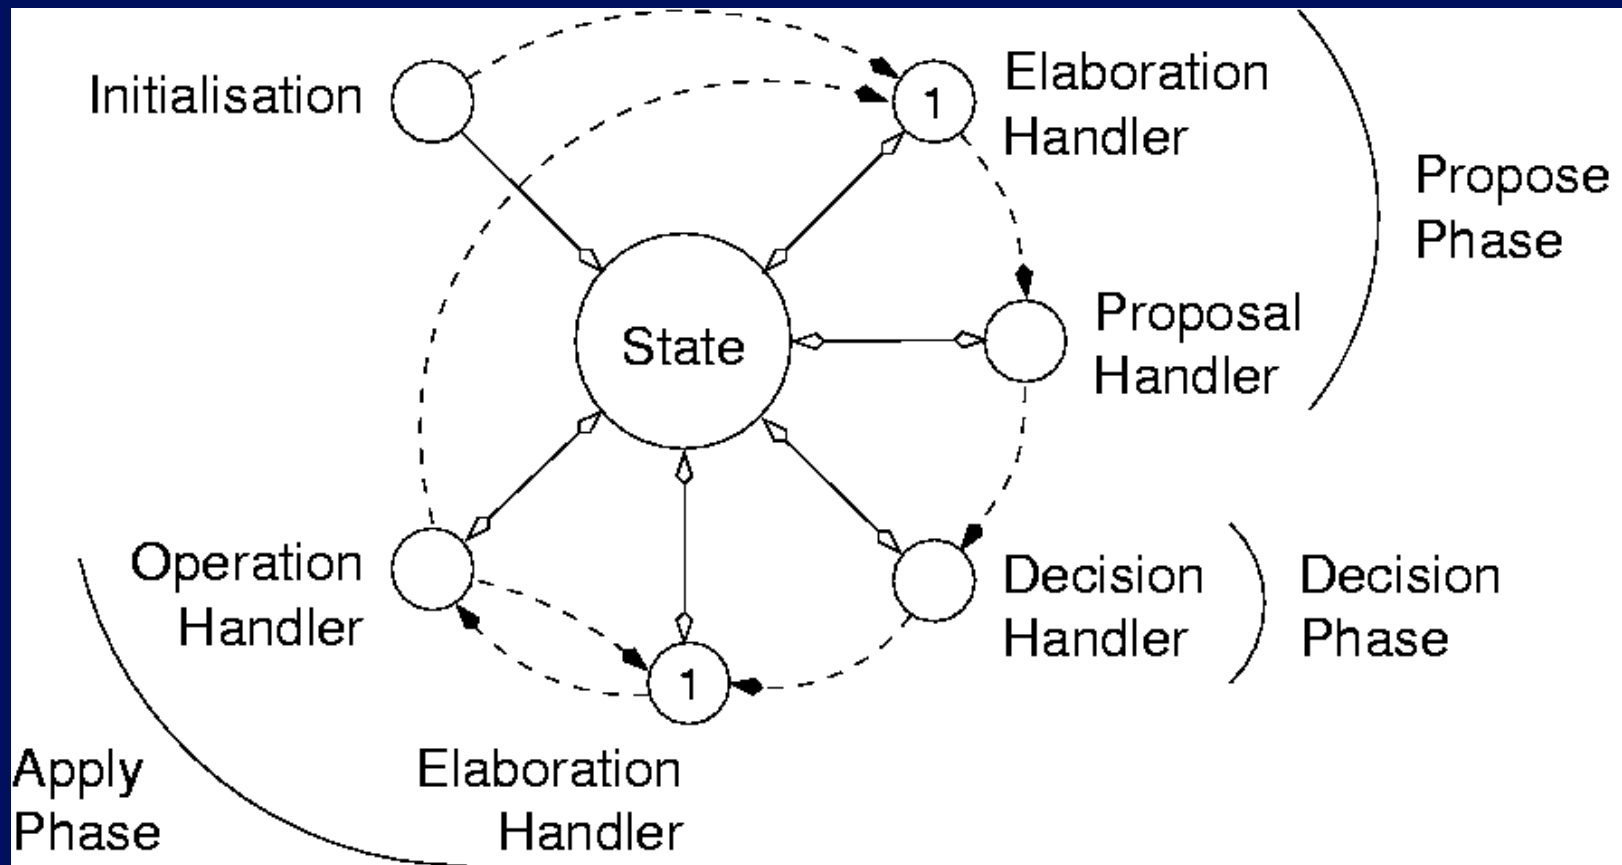 Initialisation
1
Elaboration
Handler
Propose
Phase
State
Proposal
Handler
Operation
Handler
Decision
Handler
Decision
Phase
1
Apply
Phase
Elaboration
Handler